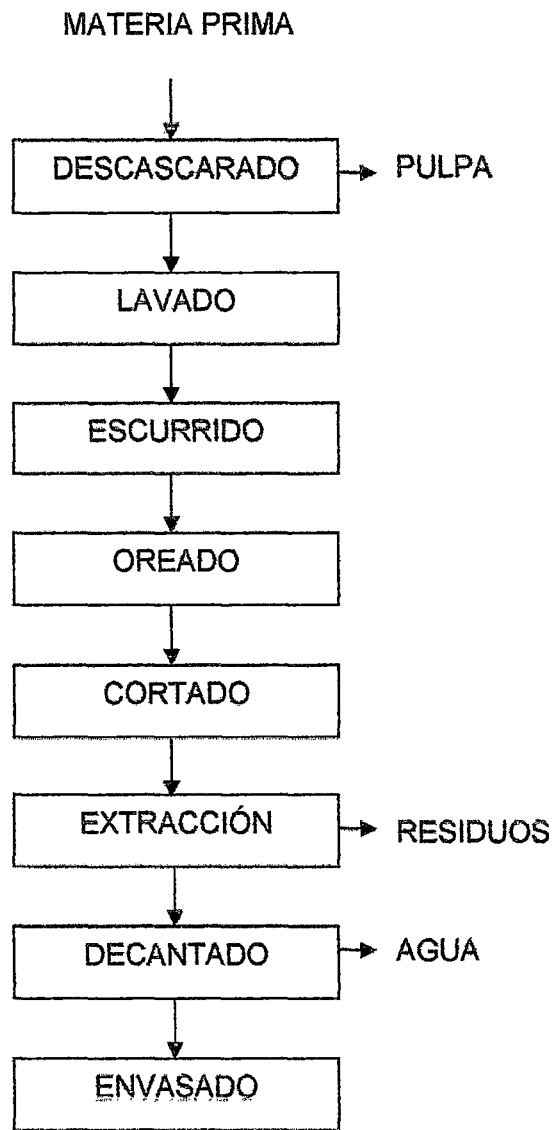 MATERIA PRIMA
DESCASCARADO
PULPA
LAVADO
ESCURRIDO
OREADO
CORTADO
EXTRACCIÓN
RESIDUOS
DECANTADO
AGUA
ENVASADO